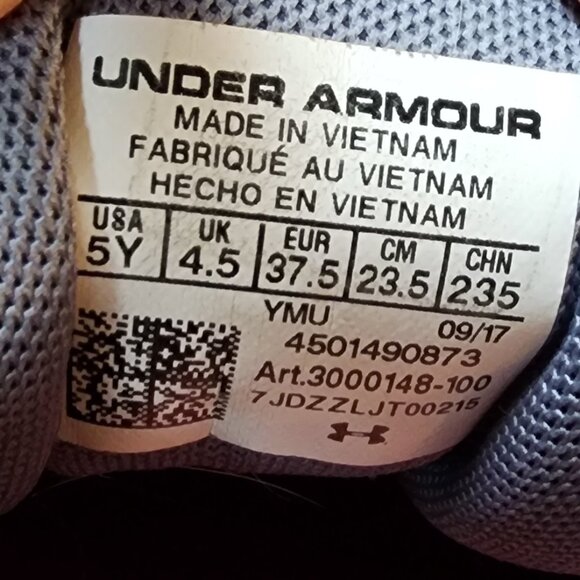 UNDER ARMOUR
MADE IN VIETNAM
FABRIQUÉ AU VIETNAM
HECHO EN VIETNAM
USA UK EUR CM CHN
5Y 4.5 37.5 23.5 235
YMU 09/17
4501490873
Art.3000148-100
7JDZZLJT00215